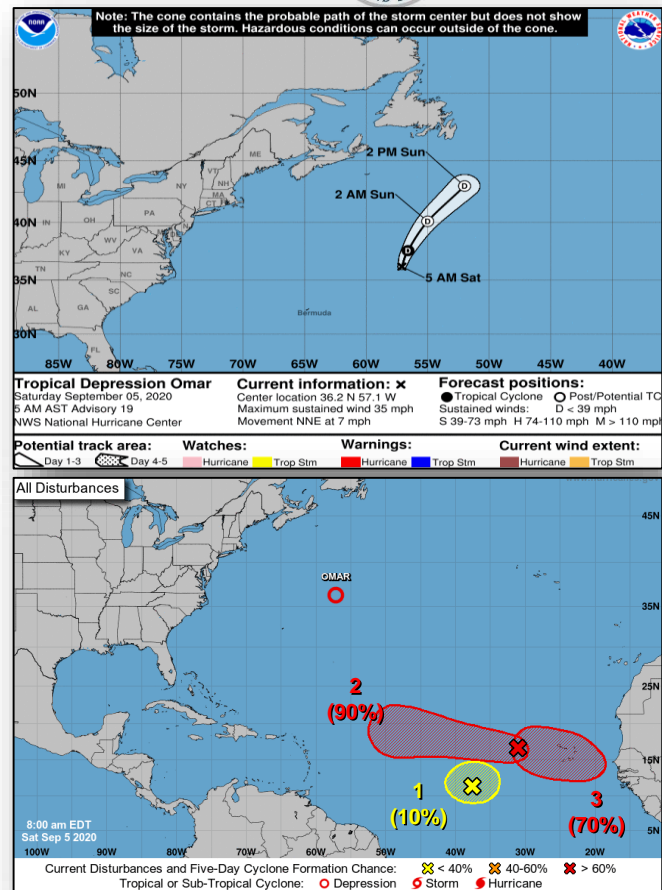 Note: The cone contains the probable path of the storm center but does not show
the size of the storm. Hazardous conditions can occur outside of the cone.
NOAA
50N
45N
40N
35N
30N
ME
VT
NH
MA
CT
NY
MI
PA
OH
IN
WV
VA
KY
NC
TN
SC
GA
AL
FL
2 PM Sun
D
2 AM Sun
D
D
5 AM Sat
Bermuda
85W 80W 75W 70W 65W 60W 55W 50W 45W 40W
Tropical Depression Omar
Saturday September 05, 2020
5 AM AST Advisory 19
NWS National Hurricane Center
Current information: x
Center location 36.2 N 57.1 W
Maximum sustained wind 35 mph
Movement NNE at 7 mph
Forecast positions:
Tropical Cyclone Post/Potential TC
Sustained winds: D < 39 mph
S 39-73 mph H 74-110 mph M > 110 mph
Potential track area:
Day 1-3 Day 4-5
Watches:
Hurricane Trop Stm
Warnings:
Hurricane Trop Stm
Current wind extent:
Hurricane Trop Stm
All Disturbances
45N
35N
25N
15N
5N
OMAR
2
(90%)
1
(10%)
3
(70%)
8:00 am EDT
Sat Sep 5 2020
100W 90W 80W 70W 60W 50W 40W 30W 20W
Current Disturbances and Five-Day Cyclone Formation Chance: < 40% 40-60% > 60%
Tropical or Sub-Tropical Cyclone: Depression Storm Hurricane